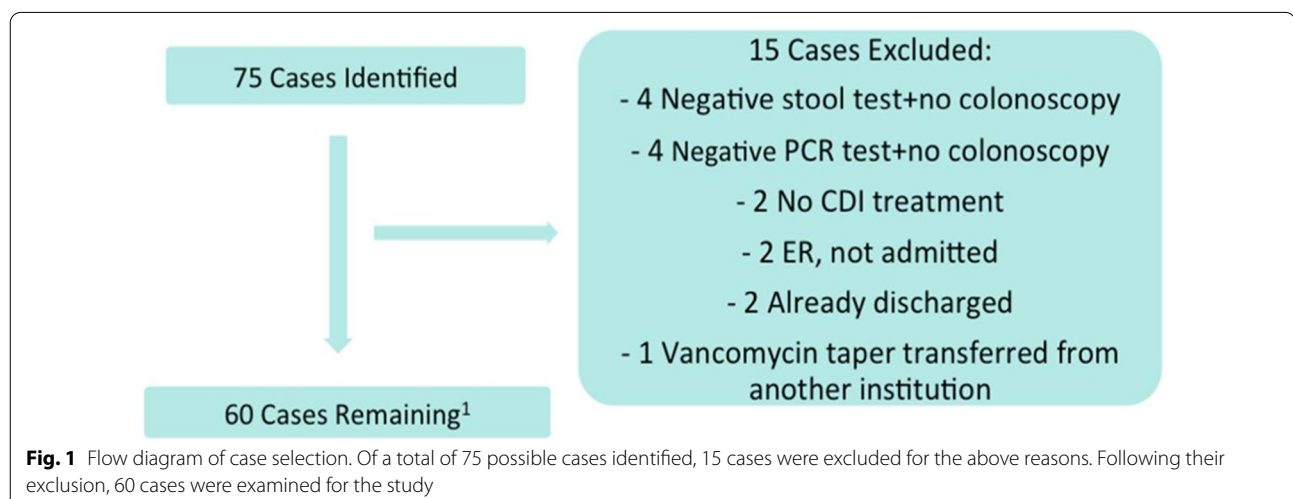 75 Cases Identified
15 Cases Excluded:
- 4 Negative stool test+no colonoscopy
- 4 Negative PCR test+no colonoscopy
- 2 No CDI treatment
- 2 ER, not admitted
- 2 Already discharged
- 1 Vancomycin taper transferred from
another institution
60 Cases Remaining1
Fig. 1 Flow diagram of case selection. Of a total of 75 possible cases identified, 15 cases were excluded for the above reasons. Following their
exclusion, 60 cases were examined for the study